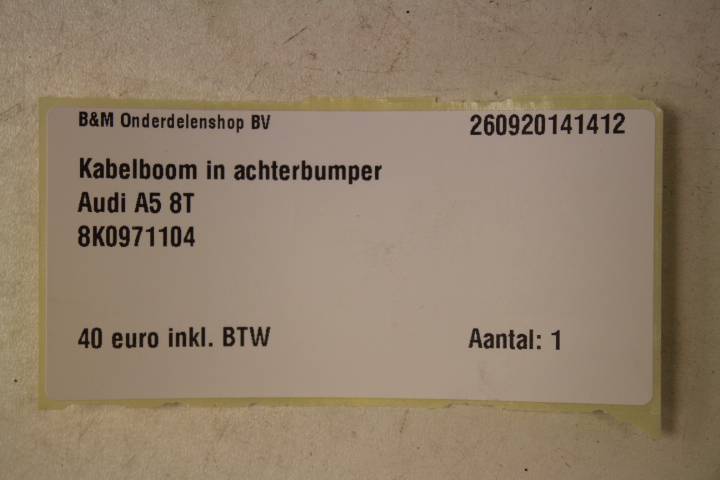 B&M Onderdelenshop BV
260920141412
Kabelboom in achterbumper
Audi A5 8T
8K0971104
40 euro inkl. BTW
Aantal: 1